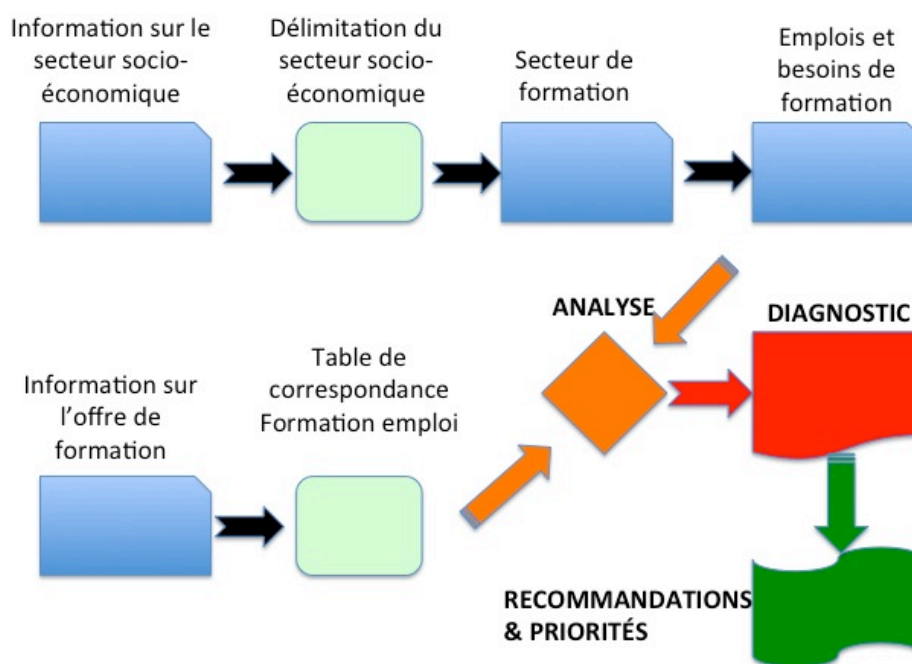 Information sur le
secteur socio-
économique
Délimitation du
secteur socio-
économique
Secteur de
formation
Emplois et
besoins de
formation
ANALYSE
DIAGNOSTIC
Information sur
l’offre de
formation
Table de
correspondance
Formation emploi
RECOMMANDATIONS
& PRIORITÉS